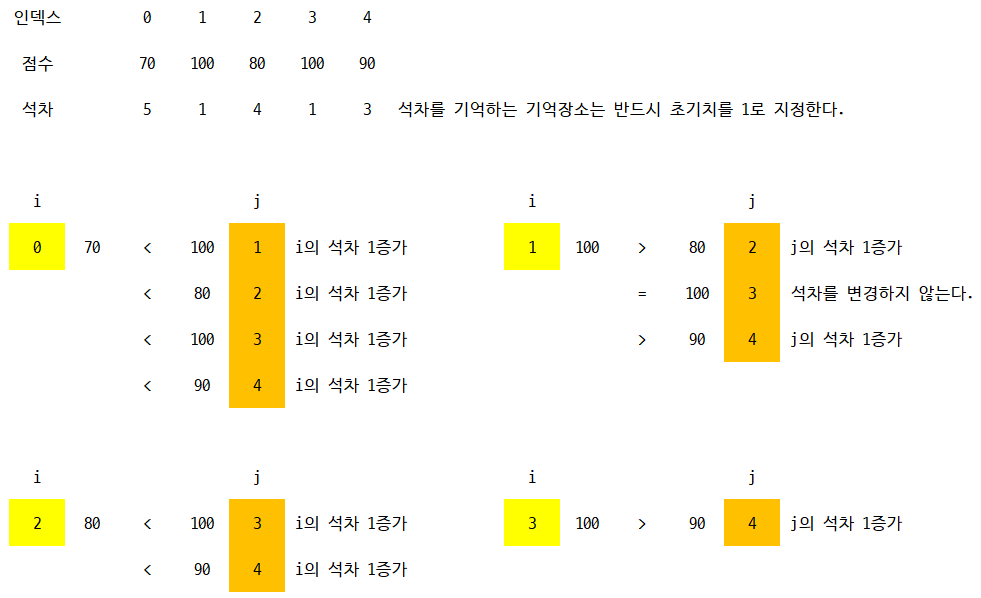 인덱스 0 1 2 3 4
점수 70 100 80 100 90
석차 5 1 4 1 3 석차를 기억하는 기억장소는 반드시 초기치를 1로 지정한다.
i j
0 70 < 100 1 i의 석차 1증가
< 80 2 i의 석차 1증가
< 100 3 i의 석차 1증가
< 90 4 i의 석차 1증가
i j
1 100 > 80 2 j의 석차 1증가
= 100 3 석차를 변경하지 않는다.
> 90 4 j의 석차 1증가
i j
2 80 < 100 3 i의 석차 1증가
< 90 4 i의 석차 1증가
i j
3 100 > 90 4 j의 석차 1증가